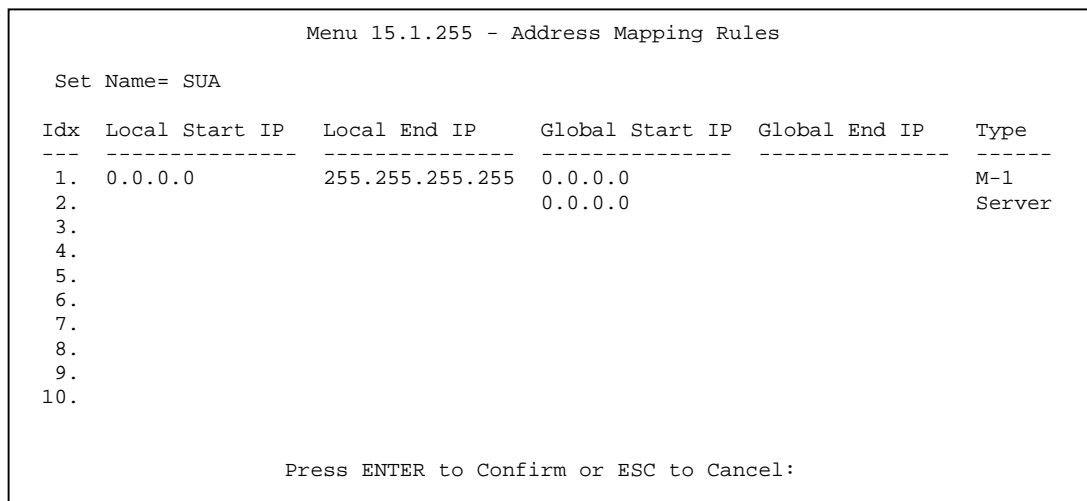 Menu 15.1.255 - Address Mapping Rules
Set Name= SUA
Idx  Local Start IP   Local End IP     Global Start IP  Global End IP    Type
---  ---------------  ---------------  ---------------  ---------------  ------
1.  0.0.0.0          255.255.255.255  0.0.0.0                           M-1
2.                                    0.0.0.0                           Server
3.
4.
5.
6.
7.
8.
9.
10.
Press ENTER to Confirm or ESC to Cancel: